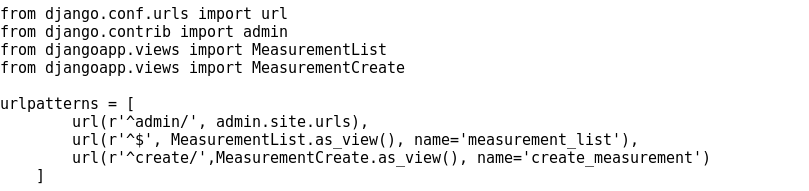 from django.conf.urls import url
from django.contrib import admin
from djangoapp.views import MeasurementList
from djangoapp.views import MeasurementCreate

urlpatterns = [
        url(r'^admin/', admin.site.urls),
        url(r'^$', MeasurementList.as_view(), name='measurement_list'),
        url(r'^create/',MeasurementCreate.as_view(), name='create_measurement')
    ]